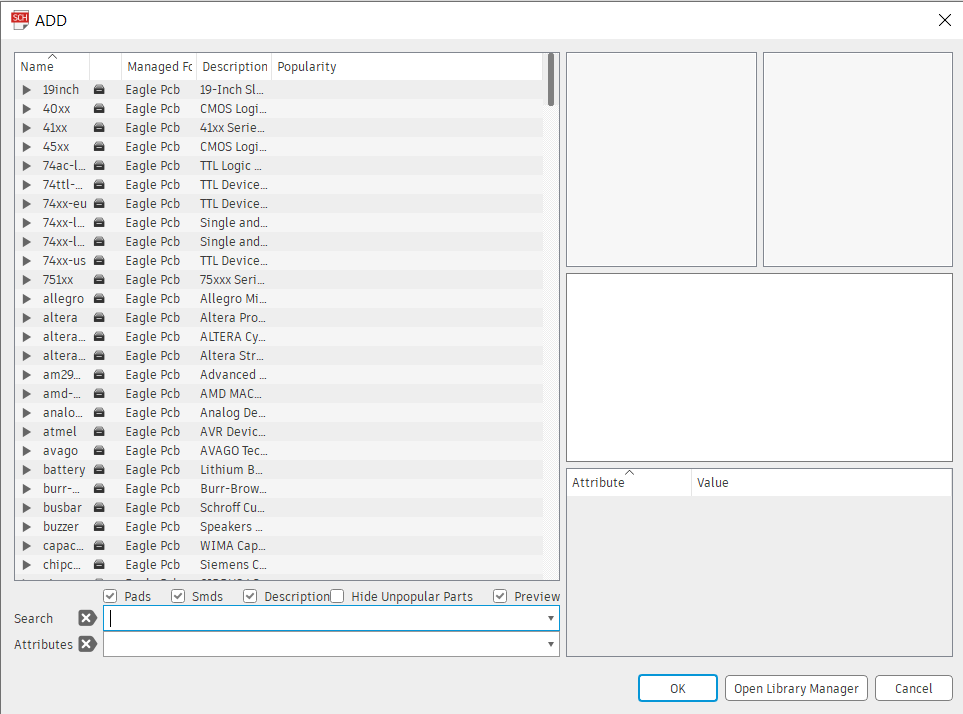 SCH ADD
Name Managed Fc Description Popularity
19inch Eagle Pcb 19-Inch Sl...
40xx Eagle Pcb CMOS Logi...
41xx Eagle Pcb 41xx Serie...
45xx Eagle Pcb CMOS Logi...
74ac-l... Eagle Pcb TTL Logic ...
74ttl-... Eagle Pcb TTL Device...
74xx-eu Eagle Pcb TTL Device...
74xx-l... Eagle Pcb Single and...
74xx-l... Eagle Pcb Single and...
74xx-us Eagle Pcb TTL Device...
751xx Eagle Pcb 75xxx Seri...
allegro Eagle Pcb Allegro Mi...
altera Eagle Pcb Altera Pro...
altera... Eagle Pcb ALTERA Cy...
altera... Eagle Pcb Altera Str...
am29... Eagle Pcb Advanced ...
amd-... Eagle Pcb AMD MAC...
analo... Eagle Pcb Analog De...
atmel Eagle Pcb AVR Devic...
avago Eagle Pcb AVAGO Tec...
battery Eagle Pcb Lithium B...
burr-... Eagle Pcb Burr-Brow...
busbar Eagle Pcb Schroff Cu...
buzzer Eagle Pcb Speakers ...
capac... Eagle Pcb WIMA Cap...
chipc... Eagle Pcb Siemens C...
Pads Smds Description Hide Unpopular Parts Preview
Search
Attributes
Attribute Value
OK Open Library Manager Cancel